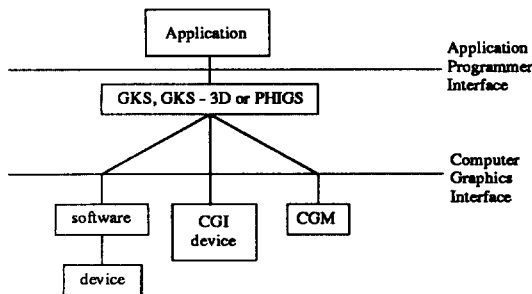 Application
Application
Programmer
Interface
GKS, GKS - 3D or PHIGS
Computer
Graphics
Interface
software
CGI
device
CGM
device